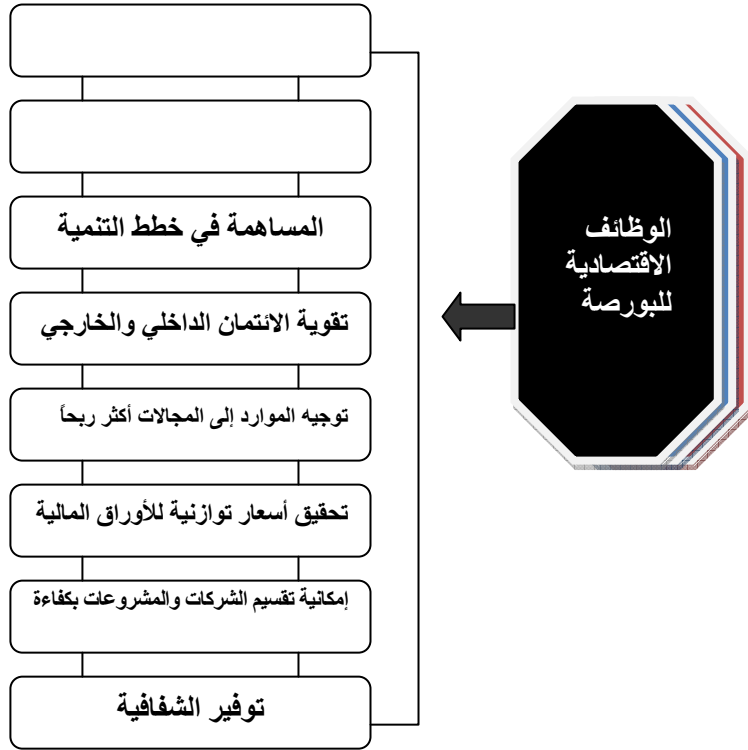 الوظائف
الاقتصادية
للبورصة
المساهمة في خطط التنمية
تقوية الائتمان الداخلي والخارجي
توجيه الموارد إلى المجالات أكثر ربحاً
تحقيق أسعار توازنية للأوراق المالية
إمكانية تقسيم الشركات والمشروعات بكفاءة
توفير الشفافية